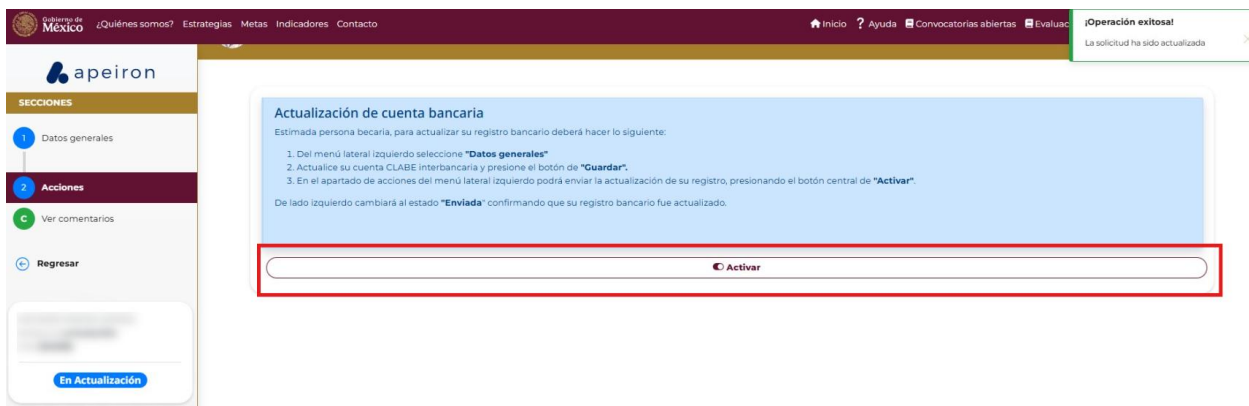 Gobierno de
México
¿Quiénes somos? Estrategias Metas Indicadores Contacto
Inicio ? Ayuda Convocatorias abiertas Evaluac
¡Operación exitosa!
La solicitud ha sido actualizada
apeiron
SECCIONES
1 Datos generales
2 Acciones
C Ver comentarios
Regresar
En Actualización
Actualización de cuenta bancaria
Estimada persona becaria, para actualizar su registro bancario deberá hacer lo siguiente:
1. Del menú lateral izquierdo seleccione "Datos generales"
2. Actualice su cuenta CLABE interbancaria y presione el botón de "Guardar".
3. En el apartado de acciones del menú lateral izquierdo podrá enviar la actualización de su registro, presionando el botón central de "Activar".
De lado izquierdo cambiará al estado "Enviada" confirmando que su registro bancario fue actualizado.
Activar